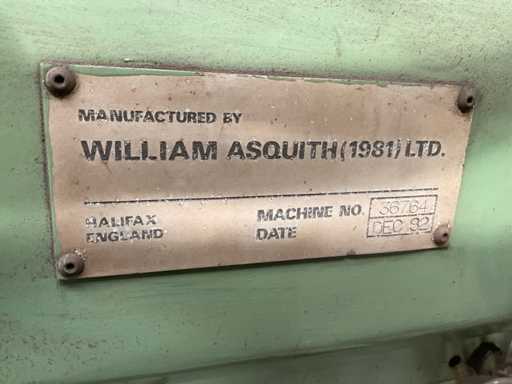 MANUFACTURED BY
WILLIAM ASQUITH (1981) LTD.
HALIFAX
ENGLAND
MACHINE NO. 36764
DATE DEC 92